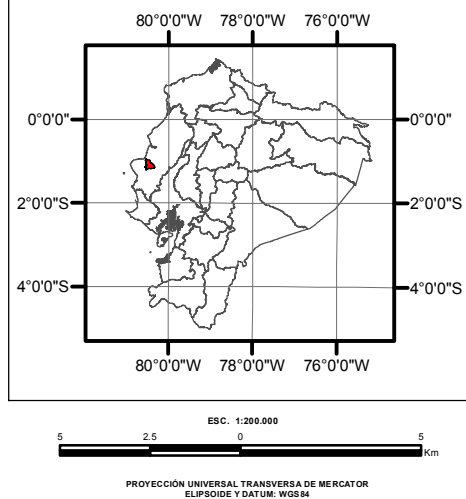 80°0'0"W 78°0'0"W 76°0'0"W
0°0'0" 0°0'0"
2°0'0"S 2°0'0"S
4°0'0"S 4°0'0"S
80°0'0"W 78°0'0"W 76°0'0"W
ESC. 1:200.000
5 2.5 0 5
Km
PROYECCIÓN UNIVERSAL TRANSVERSA DE MERCATOR
ELIPSOIDE Y DATUM: WGS84